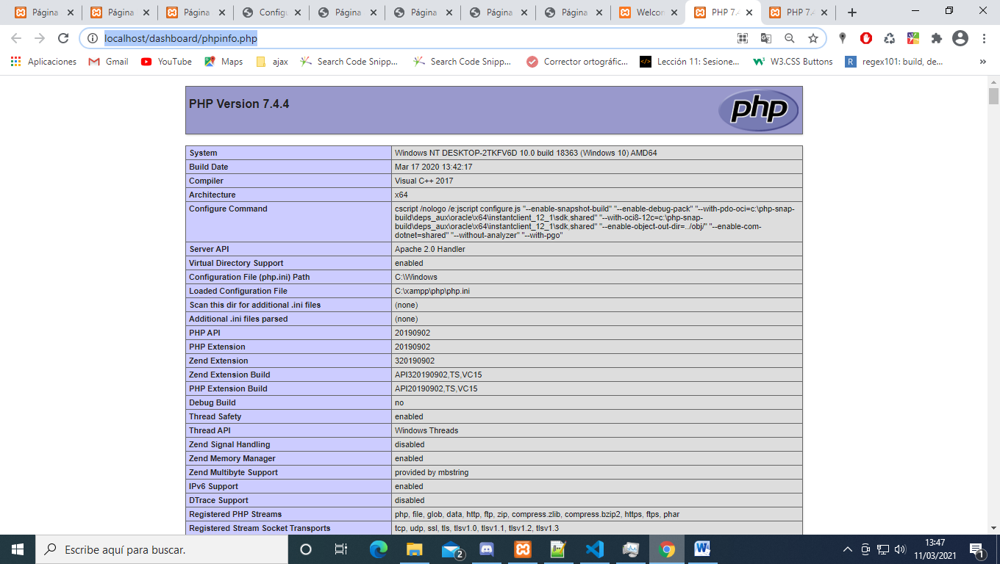 Página
Página
Página
Configu
Página
Página
Página
Página
Welcom
PHP 7.4
PHP 7.4
localhost/dashboard/phpinfo.php
Aplicaciones
Gmail
YouTube
Maps
ajax
Search Code Snipp...
Search Code Snipp...
Corrector ortográfic...
Lección 11: Sesione...
W3.CSS Buttons
R
regex101: build, de...
»
PHP Version 7.4.4
php
System Windows NT DESKTOP-2TKFV6D 10.0 build 18363 (Windows 10) AMD64
Build Date Mar 17 2020 13:42:17
Compiler Visual C++ 2017
Architecture x64
Configure Command cscript /nologo /e:jscript configure.js "--enable-snapshot-build" "--enable-debug-pack" "--with-pdo-oci=c:\php-snap-
build\deps_aux\oracle\x64\instantclient_12_1\sdk,shared" "--with-oci8-12c=c:\php-snap-
build\deps_aux\oracle\x64\instantclient_12_1\sdk,shared" "--enable-object-out-dir=../obj/" "--enable-com-
dotnet=shared" "--without-analyzer" "--with-pgo"
Server API Apache 2.0 Handler
Virtual Directory Support enabled
Configuration File (php.ini) Path C:\Windows
Loaded Configuration File C:\xampp\php\php.ini
Scan this dir for additional .ini files (none)
Additional .ini files parsed (none)
PHP API 20190902
PHP Extension 20190902
Zend Extension 320190902
Zend Extension Build API320190902,TS,VC15
PHP Extension Build API20190902,TS,VC15
Debug Build no
Thread Safety enabled
Thread API Windows Threads
Zend Signal Handling disabled
Zend Memory Manager enabled
Zend Multibyte Support provided by mbstring
IPv6 Support enabled
DTrace Support disabled
Registered PHP Streams php, file, glob, data, http, ftp, zip, compress.zlib, compress.bzip2, https, ftps, phar
Registered Stream Socket Transports tcp, udp, ssl, tls, tlsv1.0, tlsv1.1, tlsv1.2, tlsv1.3
Escribe aquí para buscar.
2
13:47
11/03/2021
1